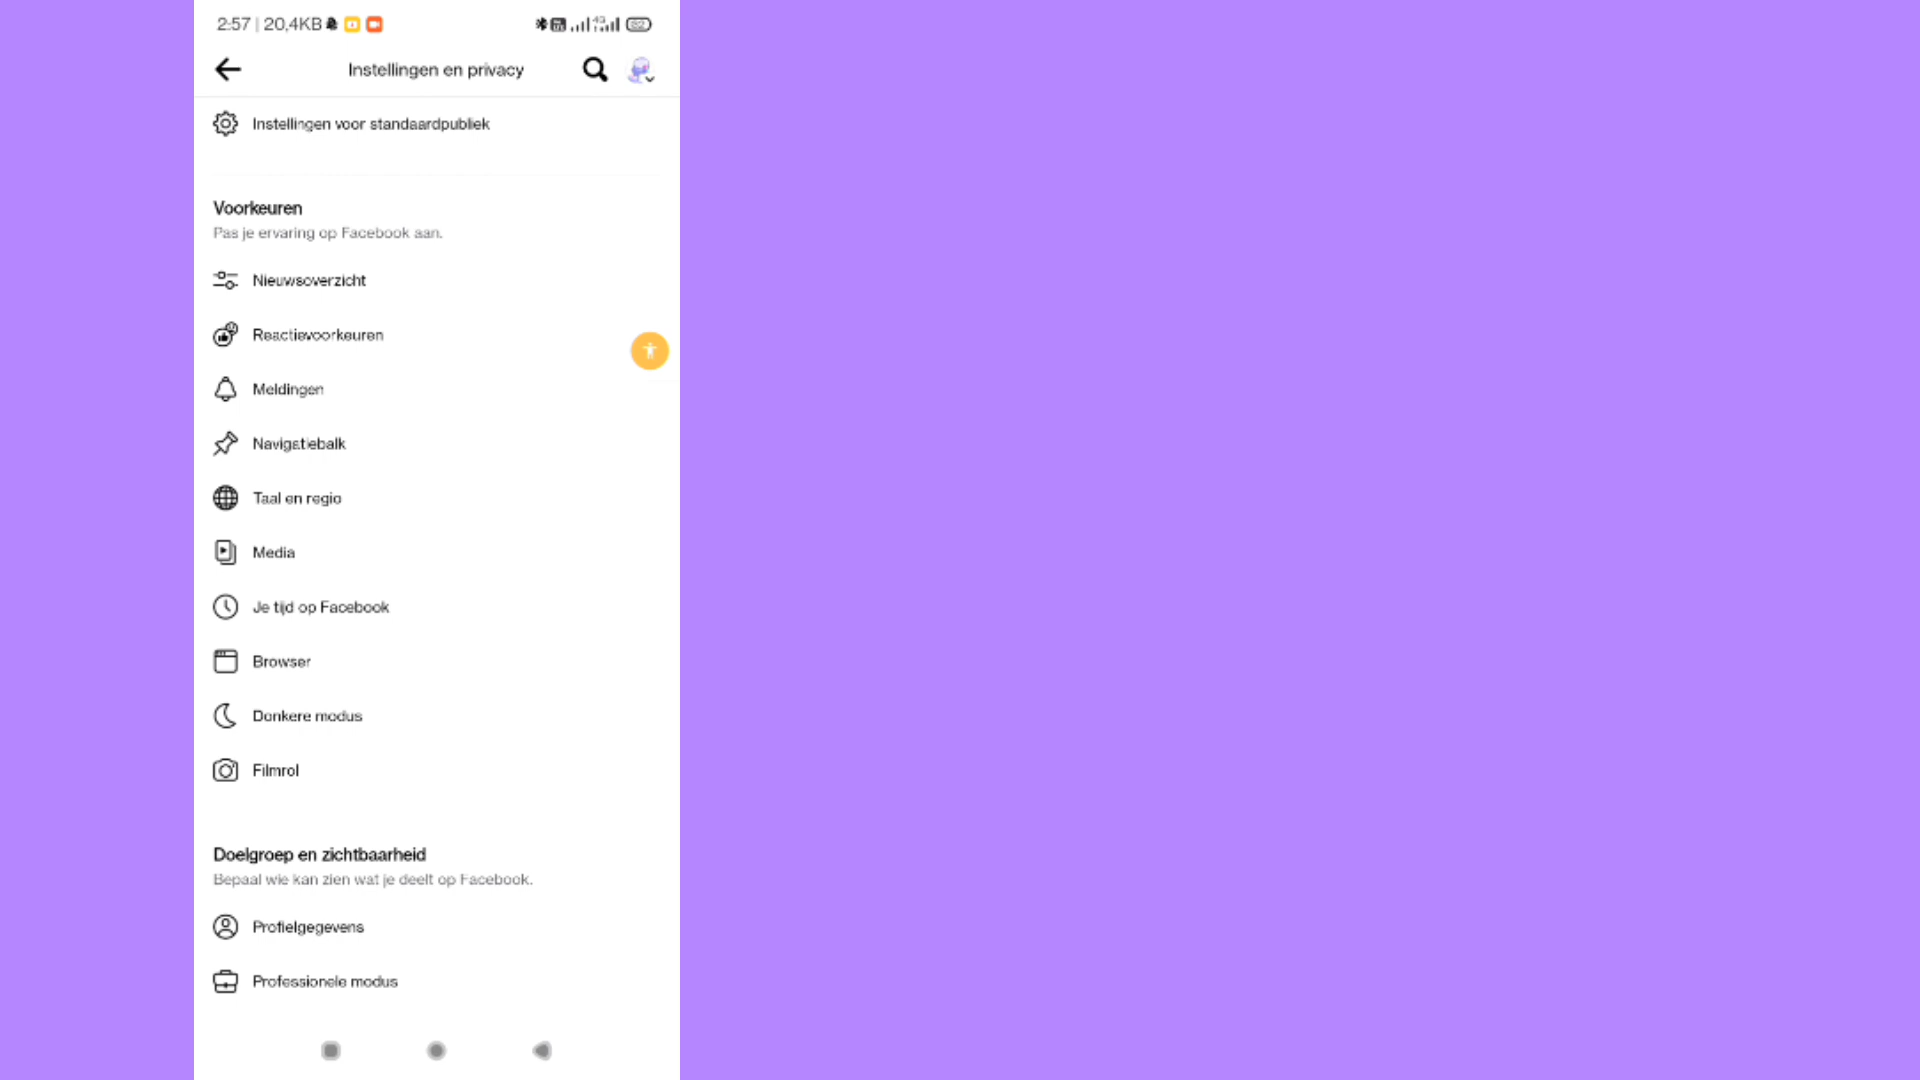 2:57 | 20,4KB
Instellingen en privacy
Instellingen voor standaardpubliek
Voorkeuren
Pas je ervaring op Facebook aan.
Nieuwsoverzicht
Reactievoorkeuren
Meldingen
Navigatiebalk
Taal en regio
Media
Je tijd op Facebook
Browser
Donkere modus
Filmrol
Doelgroep en zichtbaarheid
Bepaal wie kan zien wat je deelt op Facebook.
Profielgegevens
Professionele modus